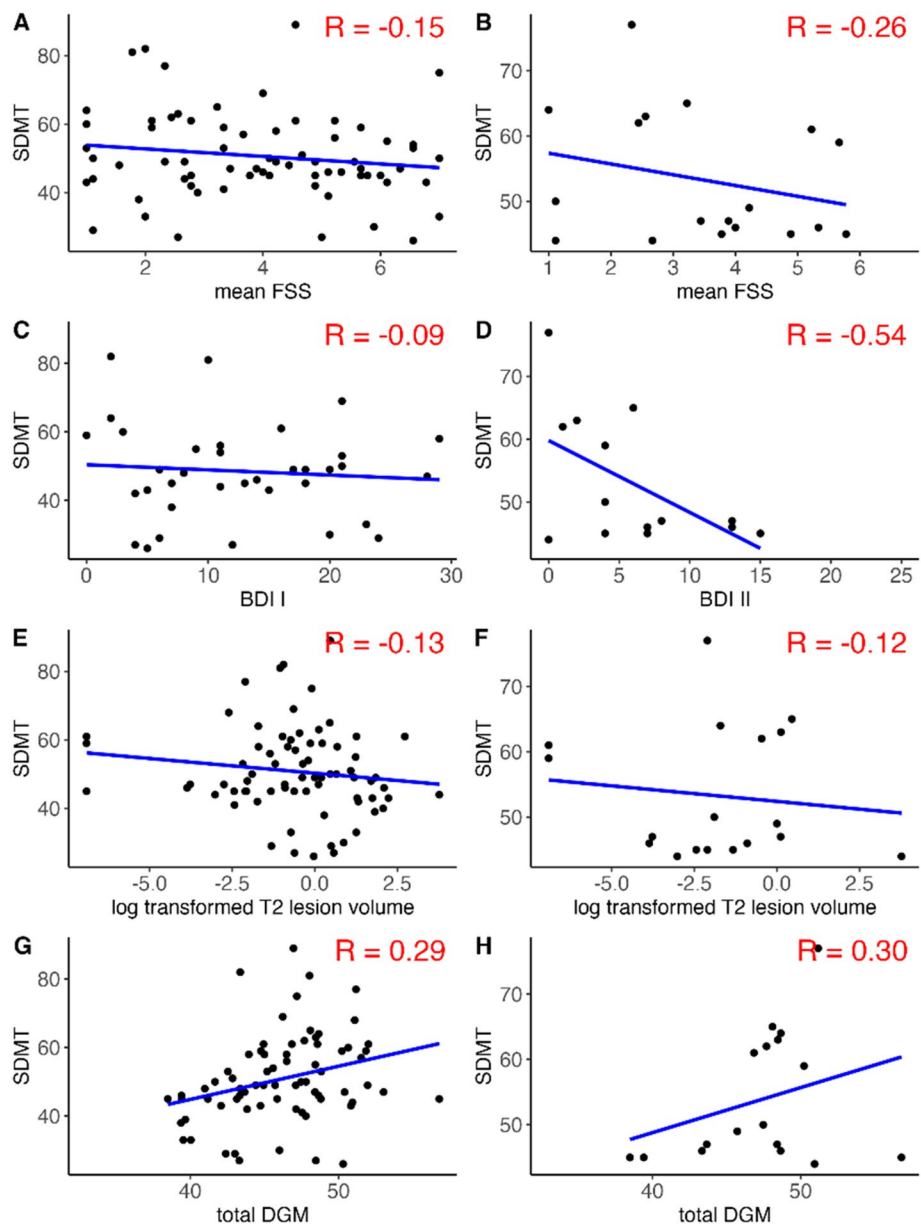 A R = -0.15 B R = -0.26
80
60
40
SDMT
2 4 6
mean FSS
70
60
50
SDMT
1 2 3 4 5 6
mean FSS
C R = -0.09 D R = -0.54
80
60
40
SDMT
0 10 20 30
BDI I
70
60
50
SDMT
0 5 10 15 20 25
BDI II
E R = -0.13 F R = -0.12
80
60
40
SDMT
-5.0 -2.5 0.0 2.5
log transformed T2 lesion volume
70
60
50
SDMT
-5.0 -2.5 0.0 2.5
log transformed T2 lesion volume
G R = 0.29 H R = 0.30
80
60
40
SDMT
40 50
total DGM
70
60
50
SDMT
40 50
total DGM